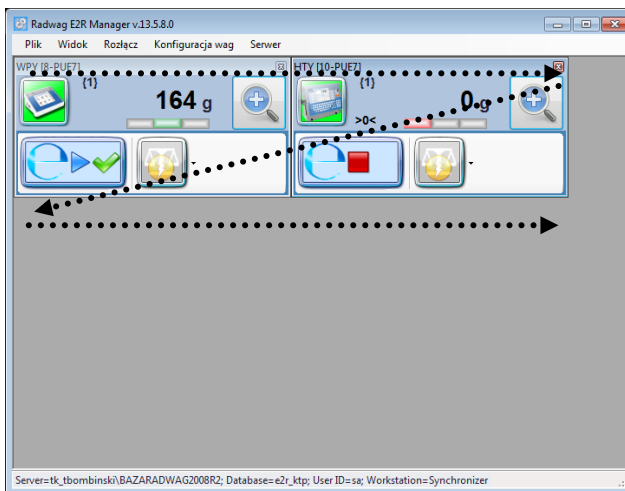 Radwag E2R Manager v.13.5.8.0
Plik Widok Rozłącz Konfiguracja wag Serwer
WPY [8-PUE7]
{1}
164 g
HTY [10-PUE7]
{1}
>0<
0 g
Server=tk_tbombinski\BAZARADWAG2008R2; Database=e2r_ktp; User ID=sa; Workstation=Synchronizer